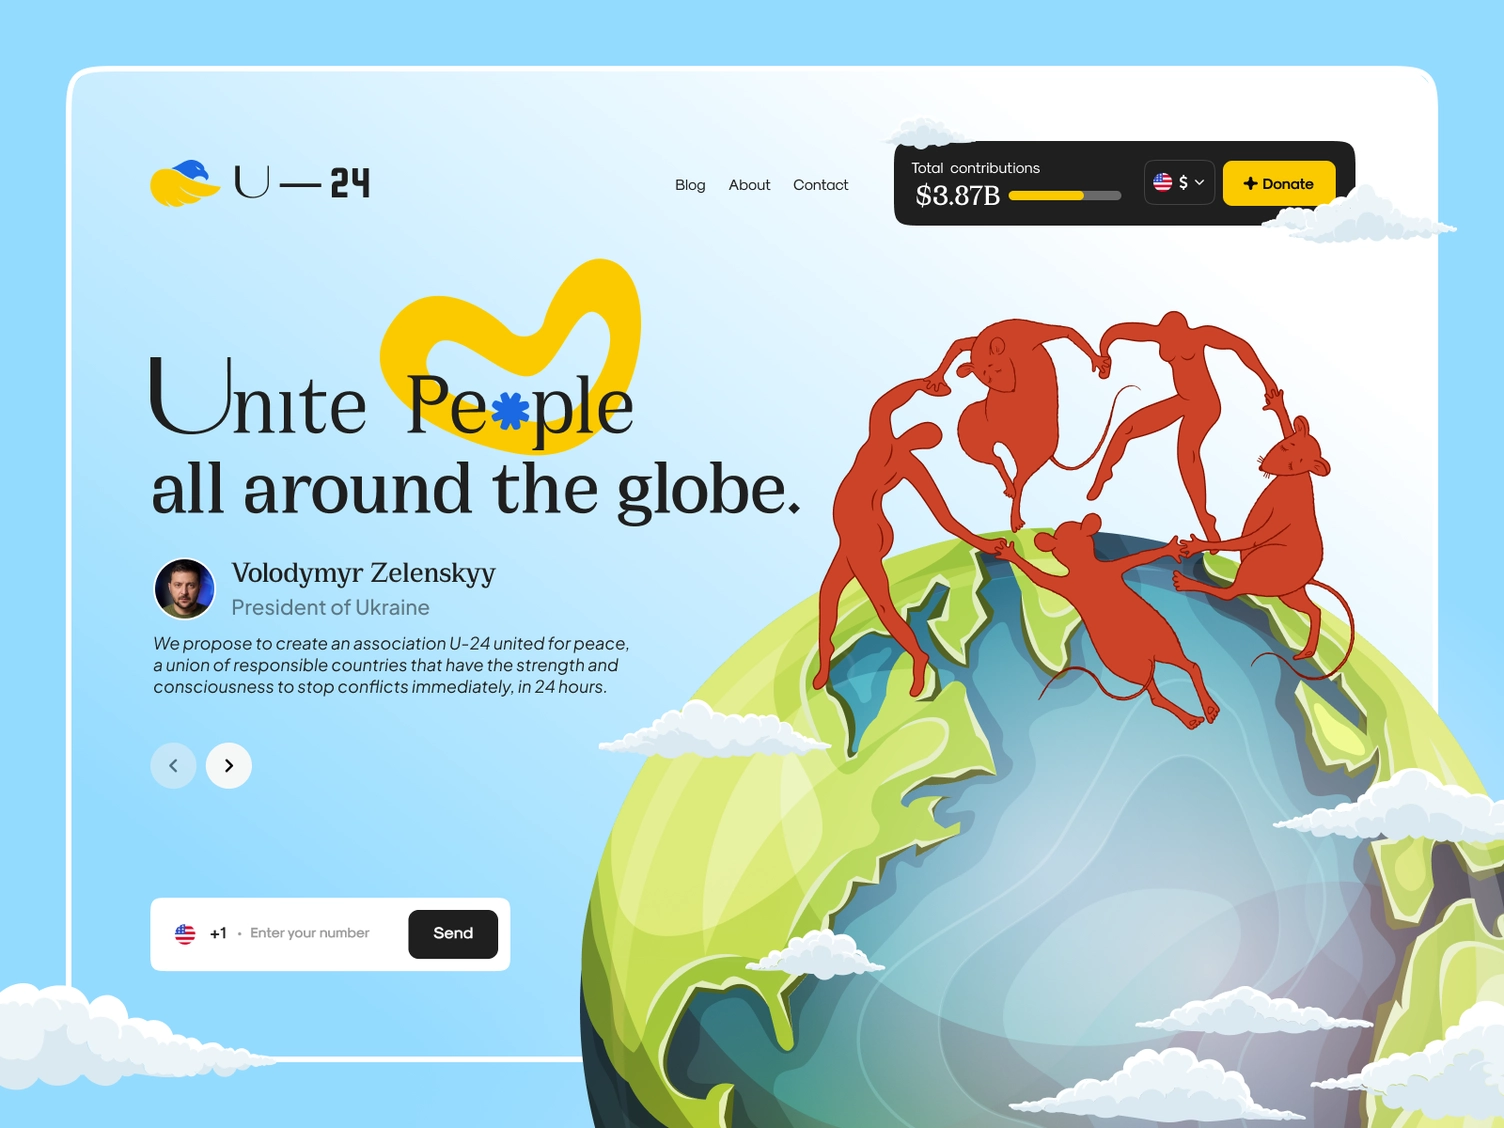 U — 24
Blog About Contact
Total contributions
$3.87B
$
Donate
Unite People
all around the globe.
Volodymyr Zelenskyy
President of Ukraine
We propose to create an association U-24 united for peace,
a union of responsible countries that have the strength and
consciousness to stop conflicts immediately, in 24 hours.
+1 • Enter your number
Send